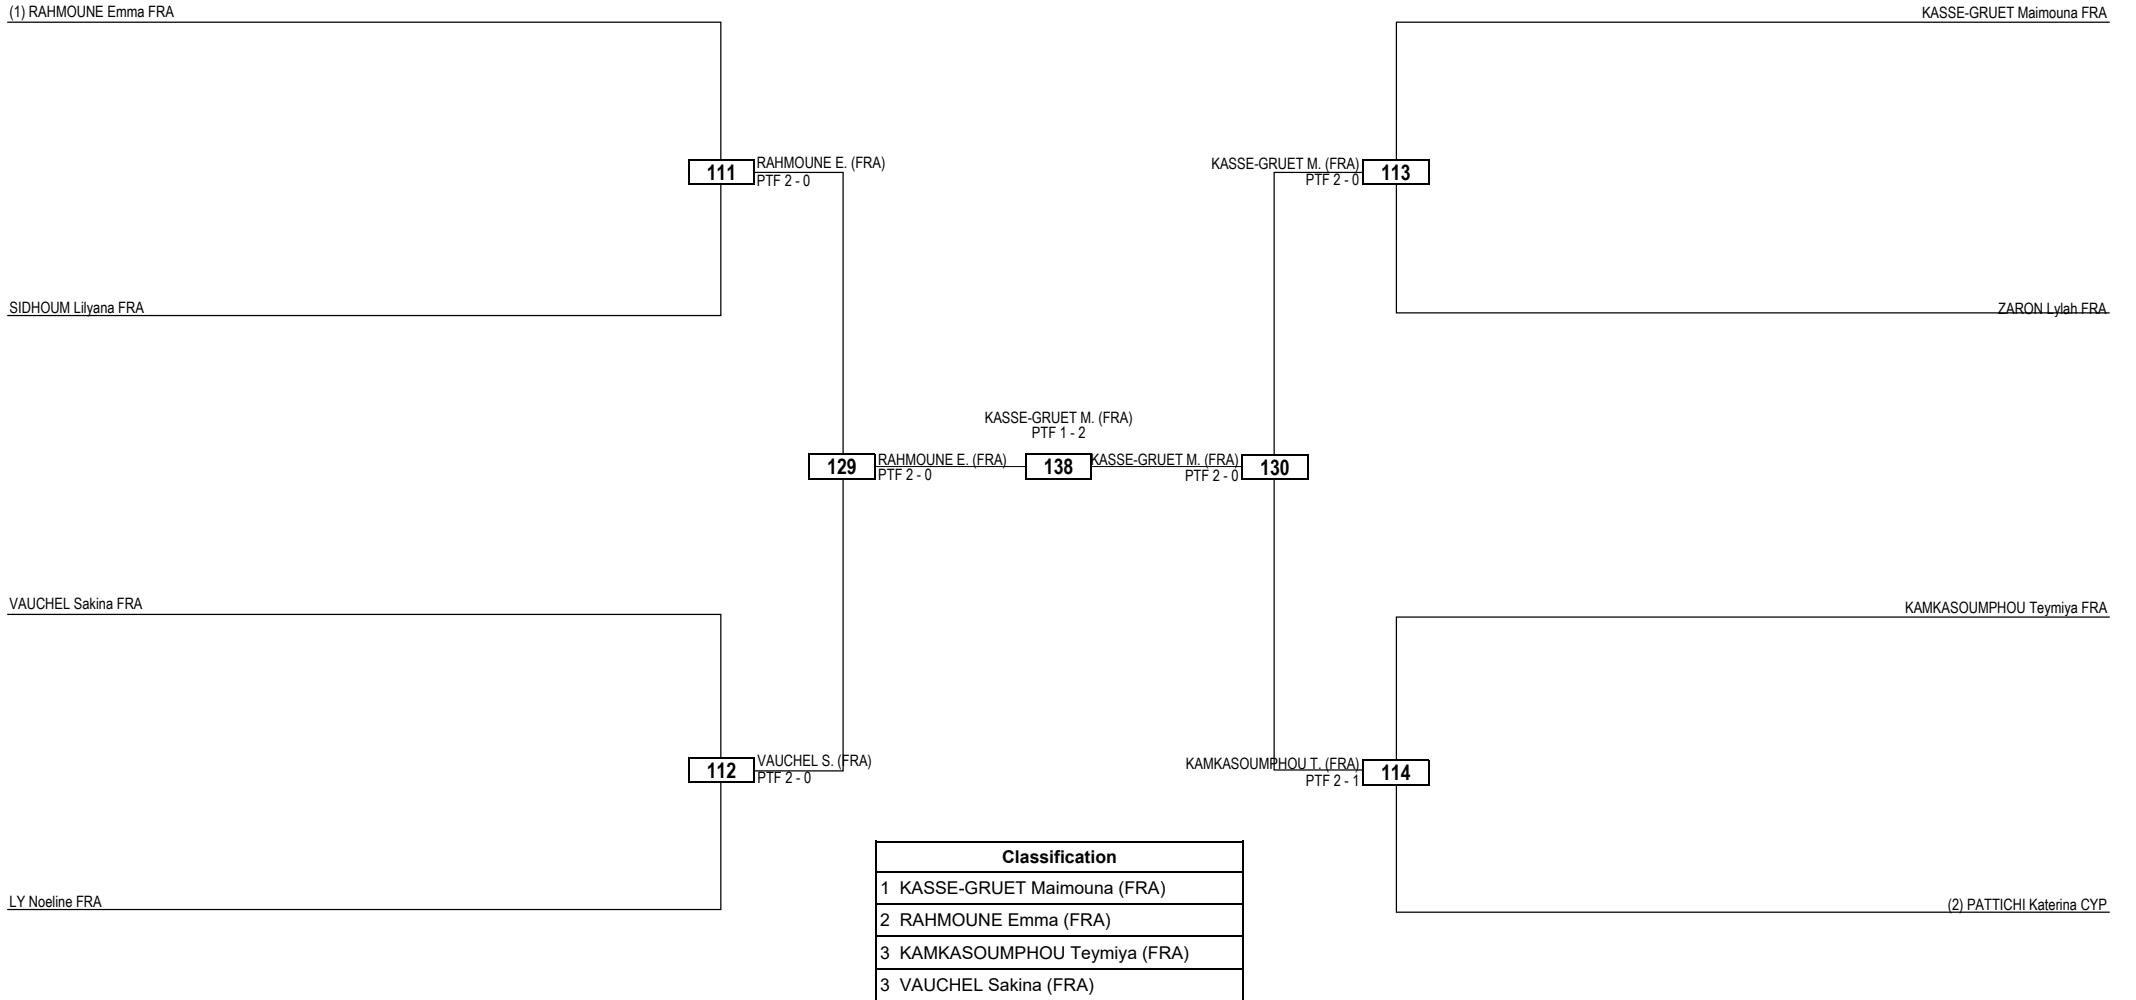 (1) RAHMOUNE Emma FRA
KASSE-GRUET Maimouna FRA
111
RAHMOUNE E. (FRA)
PTF 2 - 0
KASSE-GRUET M. (FRA)
PTF 2 - 0
113
SIDHOUM Lilyana FRA
ZARON Lylah FRA
KASSE-GRUET M. (FRA)
PTF 1 - 2
129
RAHMOUNE E. (FRA)
PTF 2 - 0
138
KASSE-GRUET M. (FRA)
PTF 2 - 0
130
VAUCHEL Sakina FRA
KAMKASOUMPHOU Teymiya FRA
112
VAUCHEL S. (FRA)
PTF 2 - 0
KAMKASOUMPHOU T. (FRA)
PTF 2 - 1
114
LY Noeline FRA
(2) PATTICHI Katerina CYP
Classification
1 KASSE-GRUET Maimouna (FRA)
2 RAHMOUNE Emma (FRA)
3 KAMKASOUMPHOU Teymiya (FRA)
3 VAUCHEL Sakina (FRA)